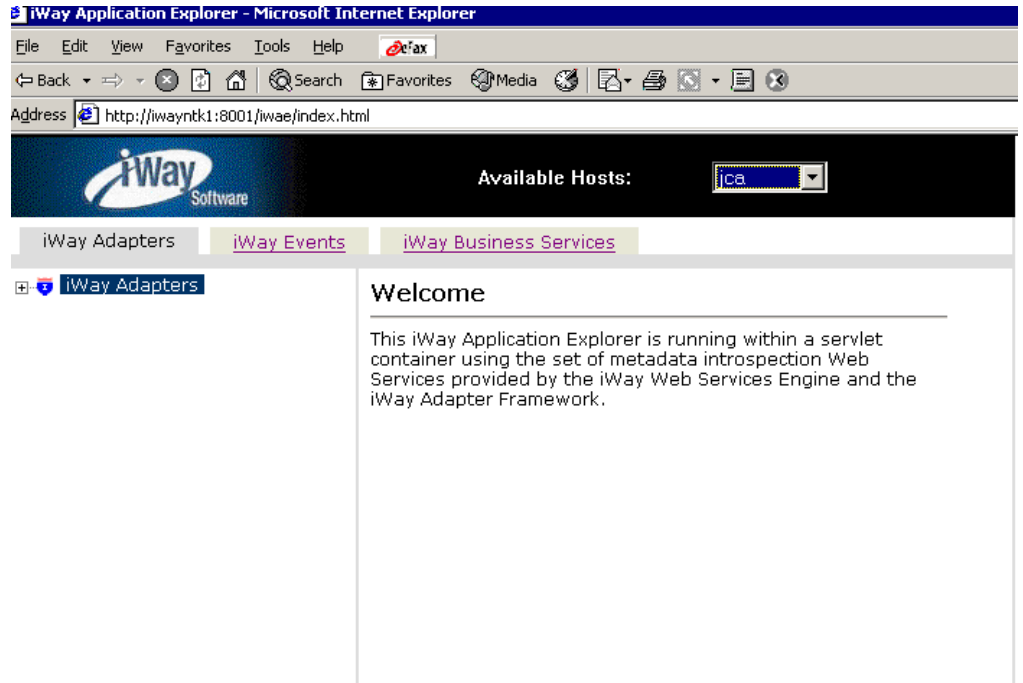 iWay Application Explorer - Microsoft Internet Explorer
File Edit View Favorites Tools Help eFax
Back Search Favorites Media
Address http://iwayntk1:8001/iwae/index.html
iWay Software
Available Hosts: jca
iWay Adapters iWay Events iWay Business Services
iWay Adapters
Welcome
This iWay Application Explorer is running within a servlet
container using the set of metadata introspection Web
Services provided by the iWay Web Services Engine and the
iWay Adapter Framework.